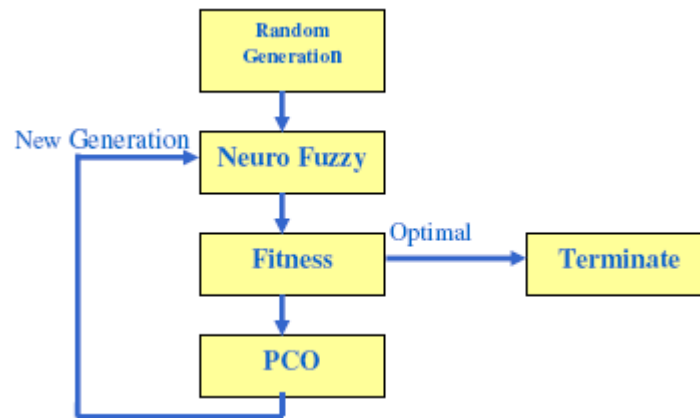 Random
Generation
New Generation
Neuro Fuzzy
Optimal
Fitness
Terminate
PCO